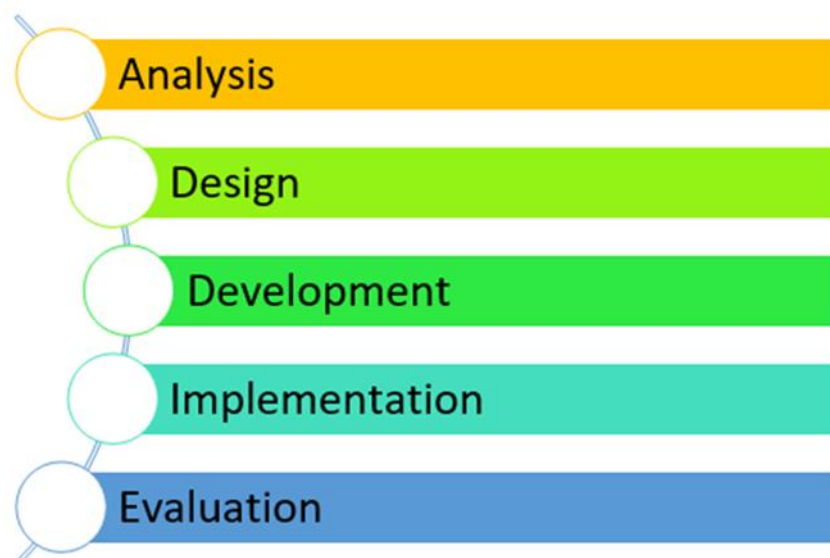 Analysis
Design
Development
Implementation
Evaluation